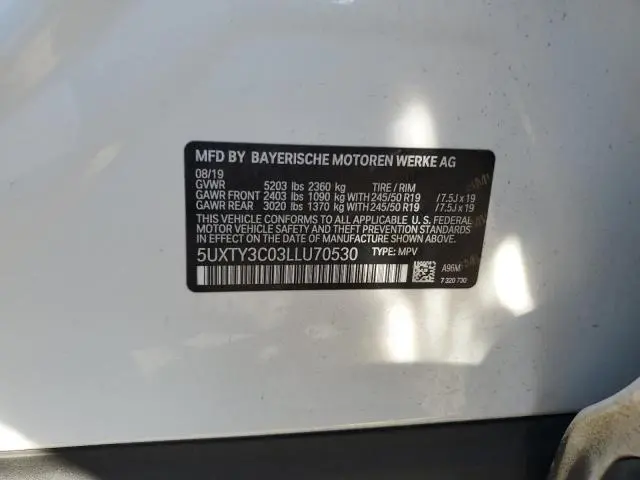 MFD BY BAYERISCHE MOTOREN WERKE AG
08/19
GVWR 5203 lbs 2360 kg TIRE / RIM
GAWR FRONT 2403 lbs 1090 kg WITH 245/50 R19 /7.5J x 19
GAWR REAR 3020 lbs 1370 kg WITH 245/50 R19 /7.5J x 19
THIS VEHICLE CONFORMS TO ALL APPLICABLE U. S. FEDERAL
MOTOR VEHICLE SAFETY AND THEFT PREVENTION STANDARDS
IN EFFECT ON THE DATE OF MANUFACTURE SHOWN ABOVE.
5UXTY3C03LLU70530 TYPE: MPV
A96M
7 320 730